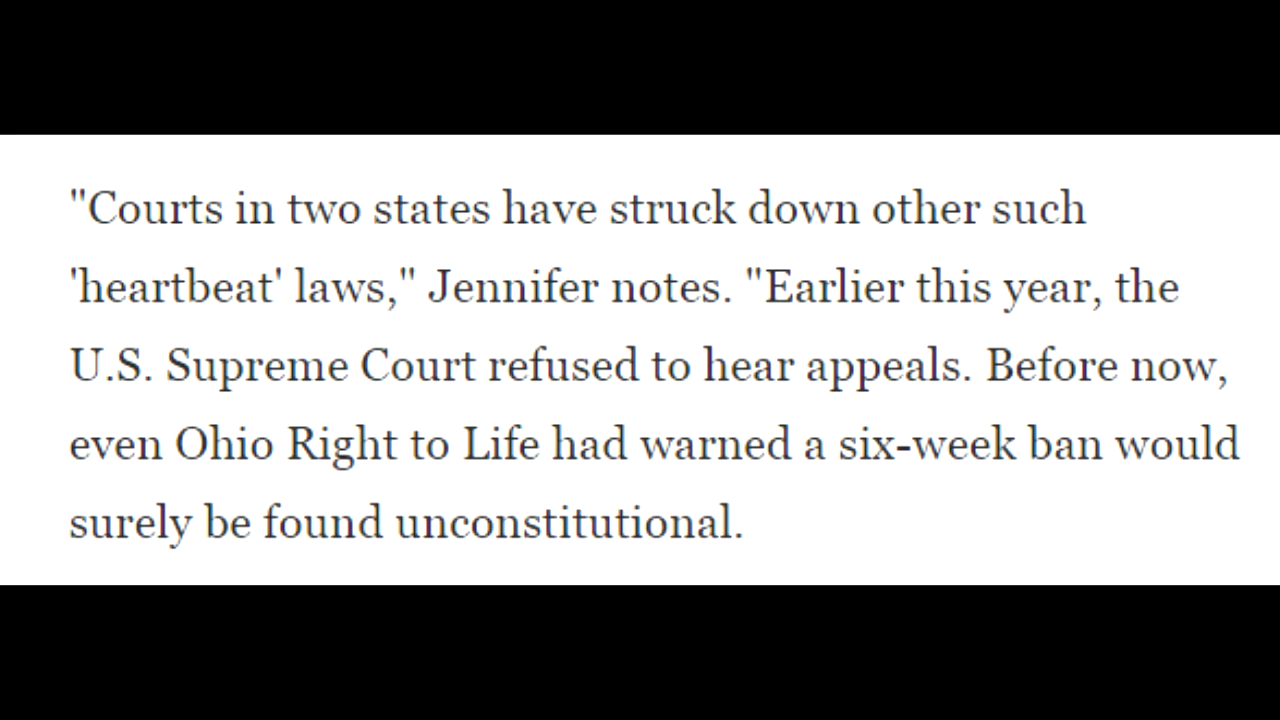 "Courts in two states have struck down other such
'heartbeat' laws," Jennifer notes. "Earlier this year, the
U.S. Supreme Court refused to hear appeals. Before now,
even Ohio Right to Life had warned a six-week ban would
surely be found unconstitutional.